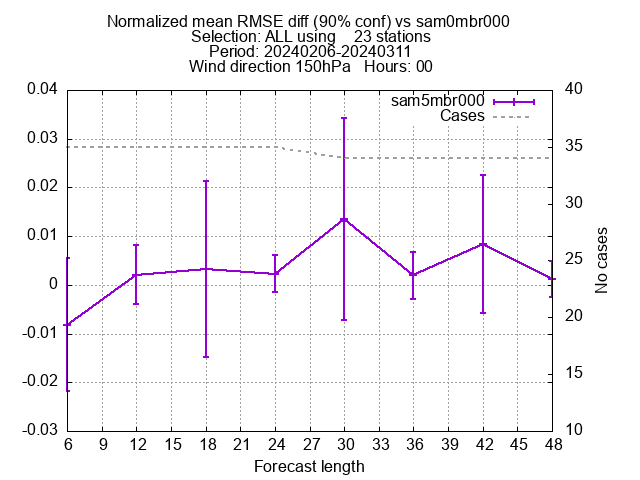 Normalized mean RMSE diff (90% conf) vs sam0mbr000
Selection: ALL using    23 stations
Period: 20240206-20240311
Wind direction 150hPa   Hours: 00
sam5mbr000
Cases
0.04
0.03
0.02
0.01
0
-0.01
-0.02
-0.03
40
35
30
25
20
15
10
No cases
6 9 12 15 18 21 24 27 30 33 36 39 42 45 48
Forecast length